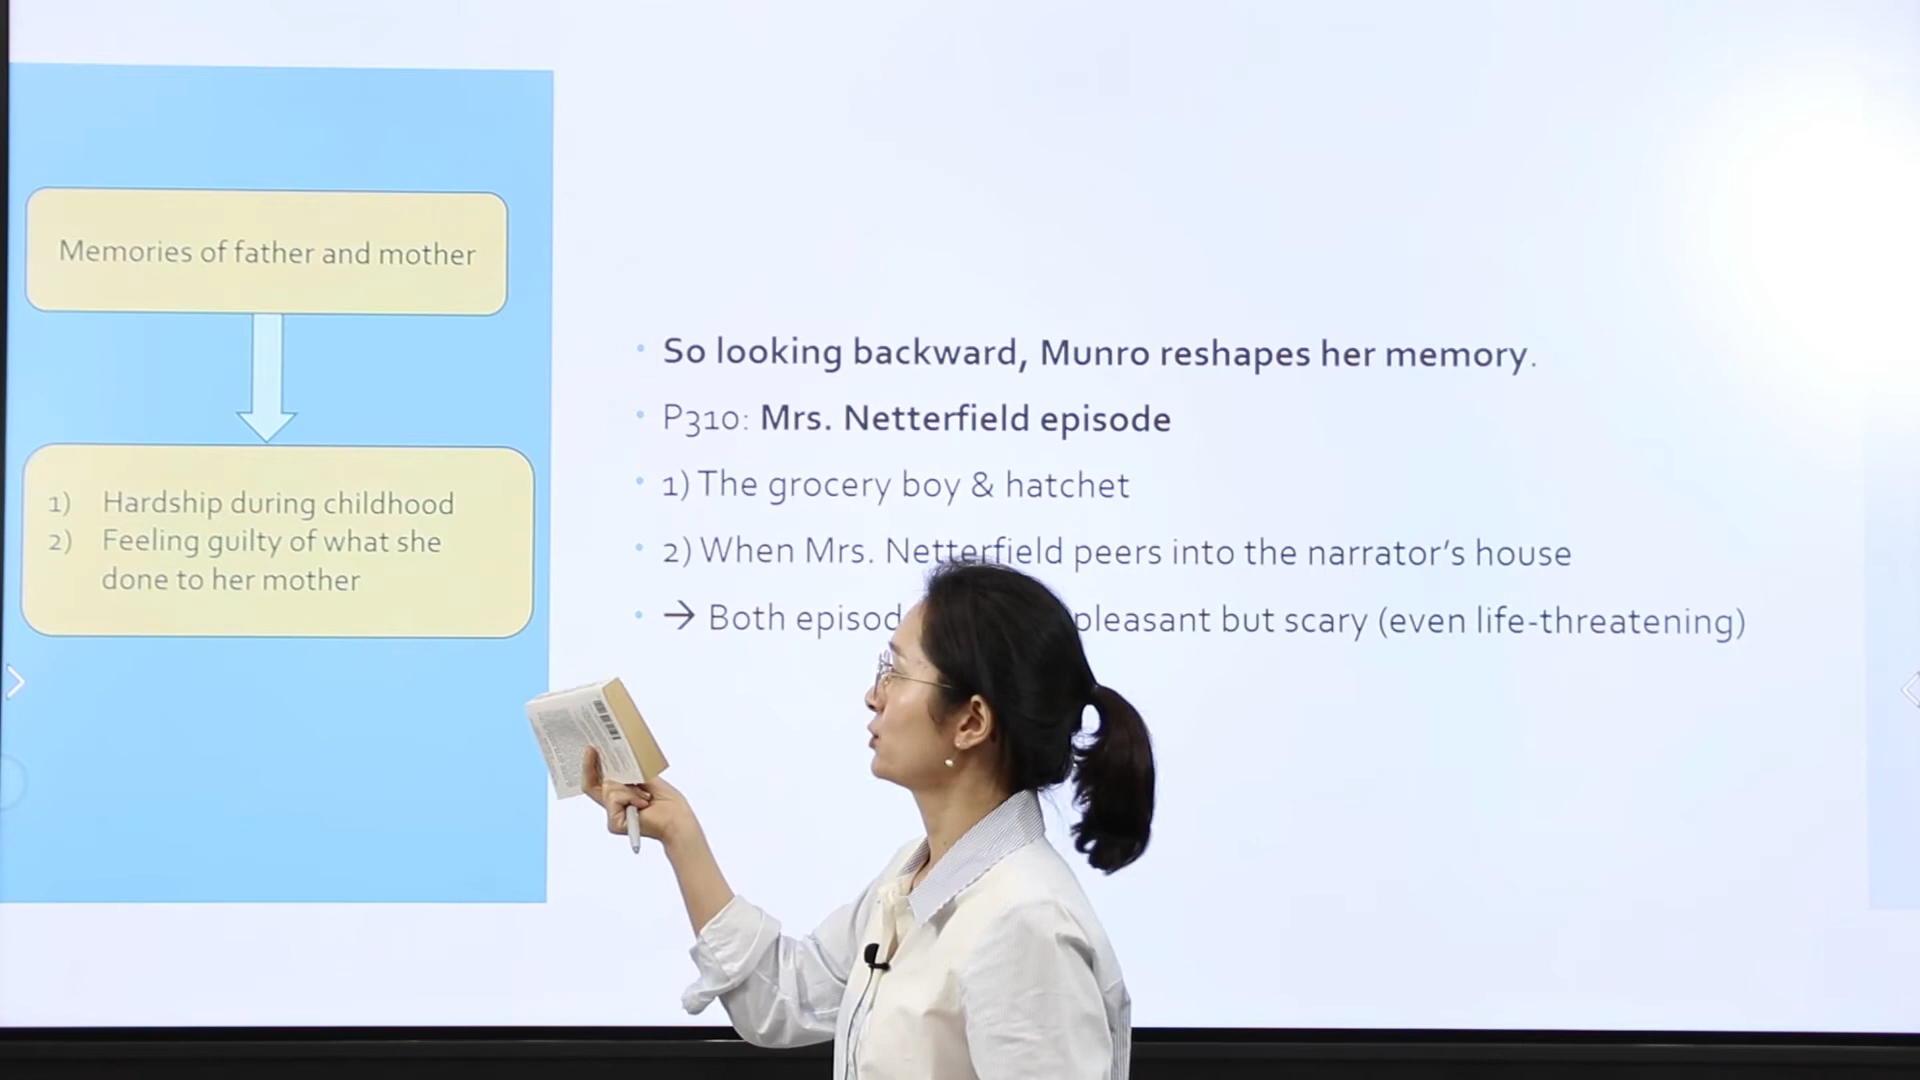 Memories of father and mother
1) Hardship during childhood
2) Feeling guilty of what she
done to her mother
• So looking backward, Munro reshapes her memory.
• P310: Mrs. Netterfield episode
• 1) The grocery boy & hatchet
• 2) When Mrs. Netterfield peers into the narrator's house
• → Both pleasant but scary (even life-threatening)